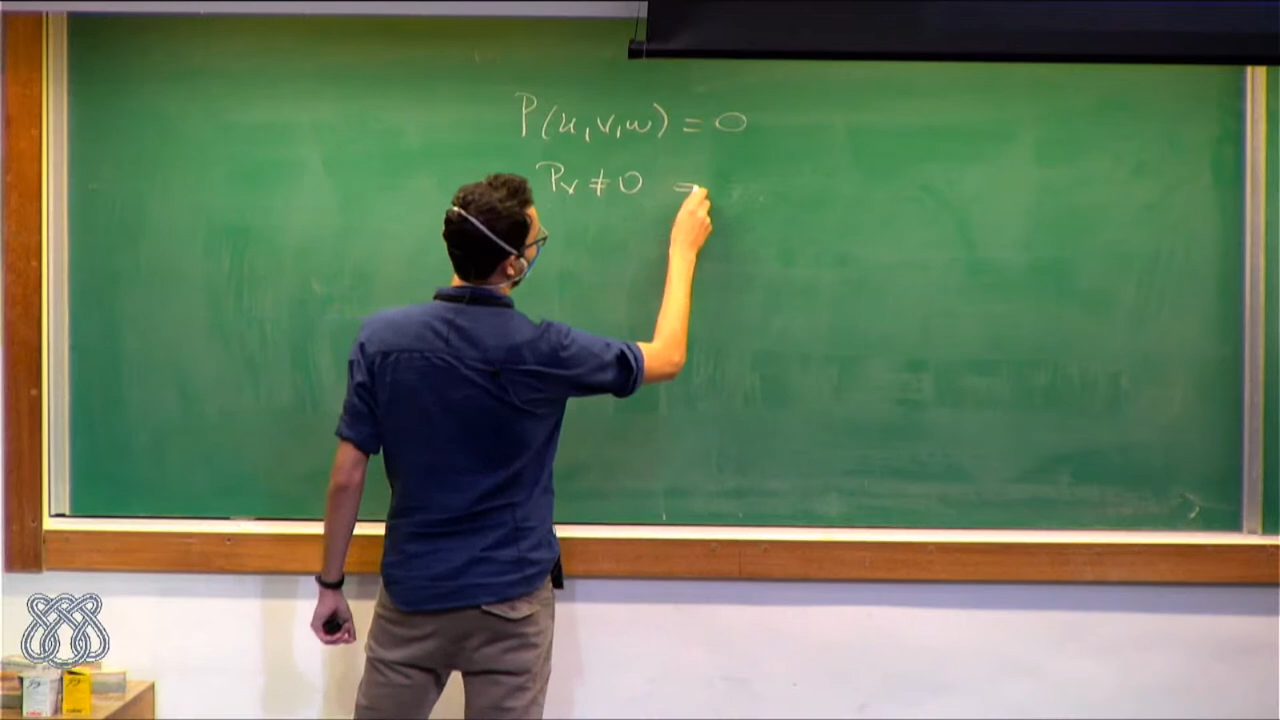 P(u,v,w) = 0
Pv ≠ 0 =